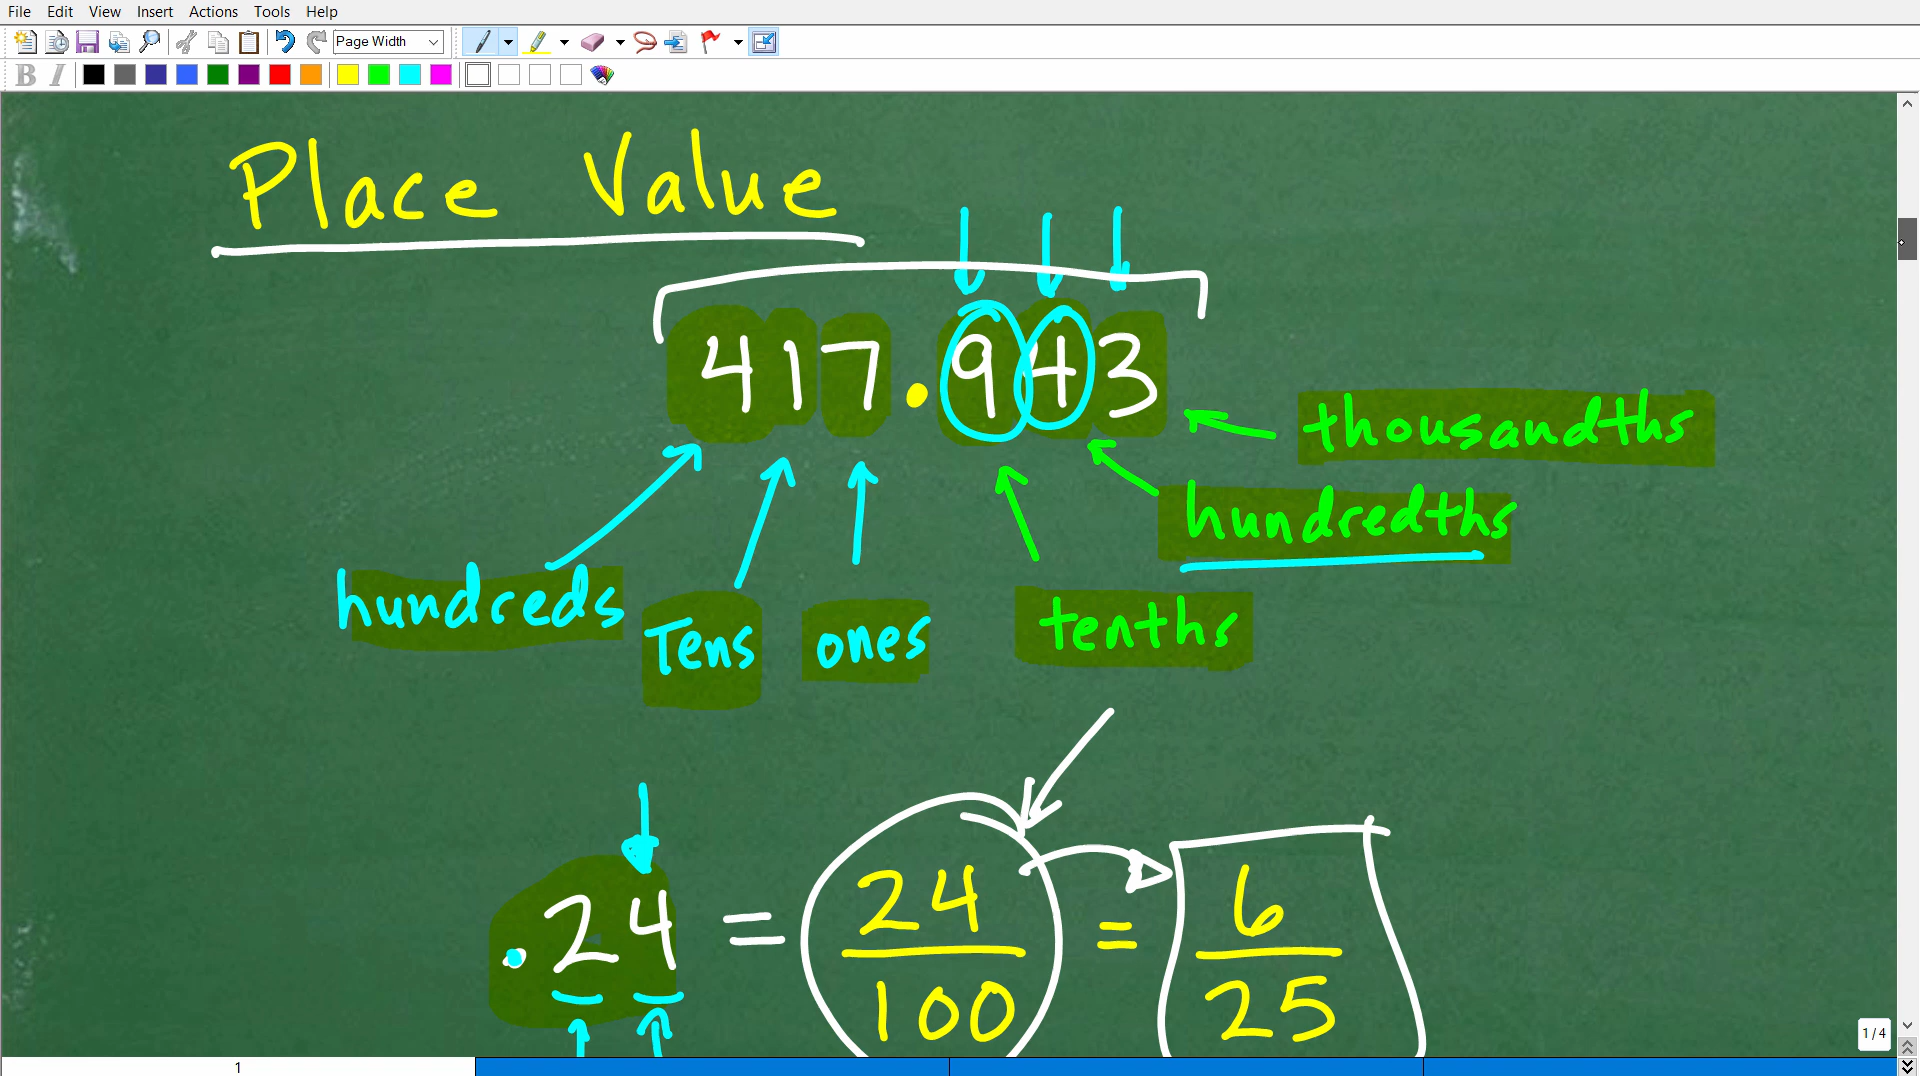 File Edit View Insert Actions Tools Help
Page Width
B I
Place Value
417.943
thousandths
hundredths
hundreds Tens ones tenths
.24 = 24/100 = 6/25
1 / 4
1